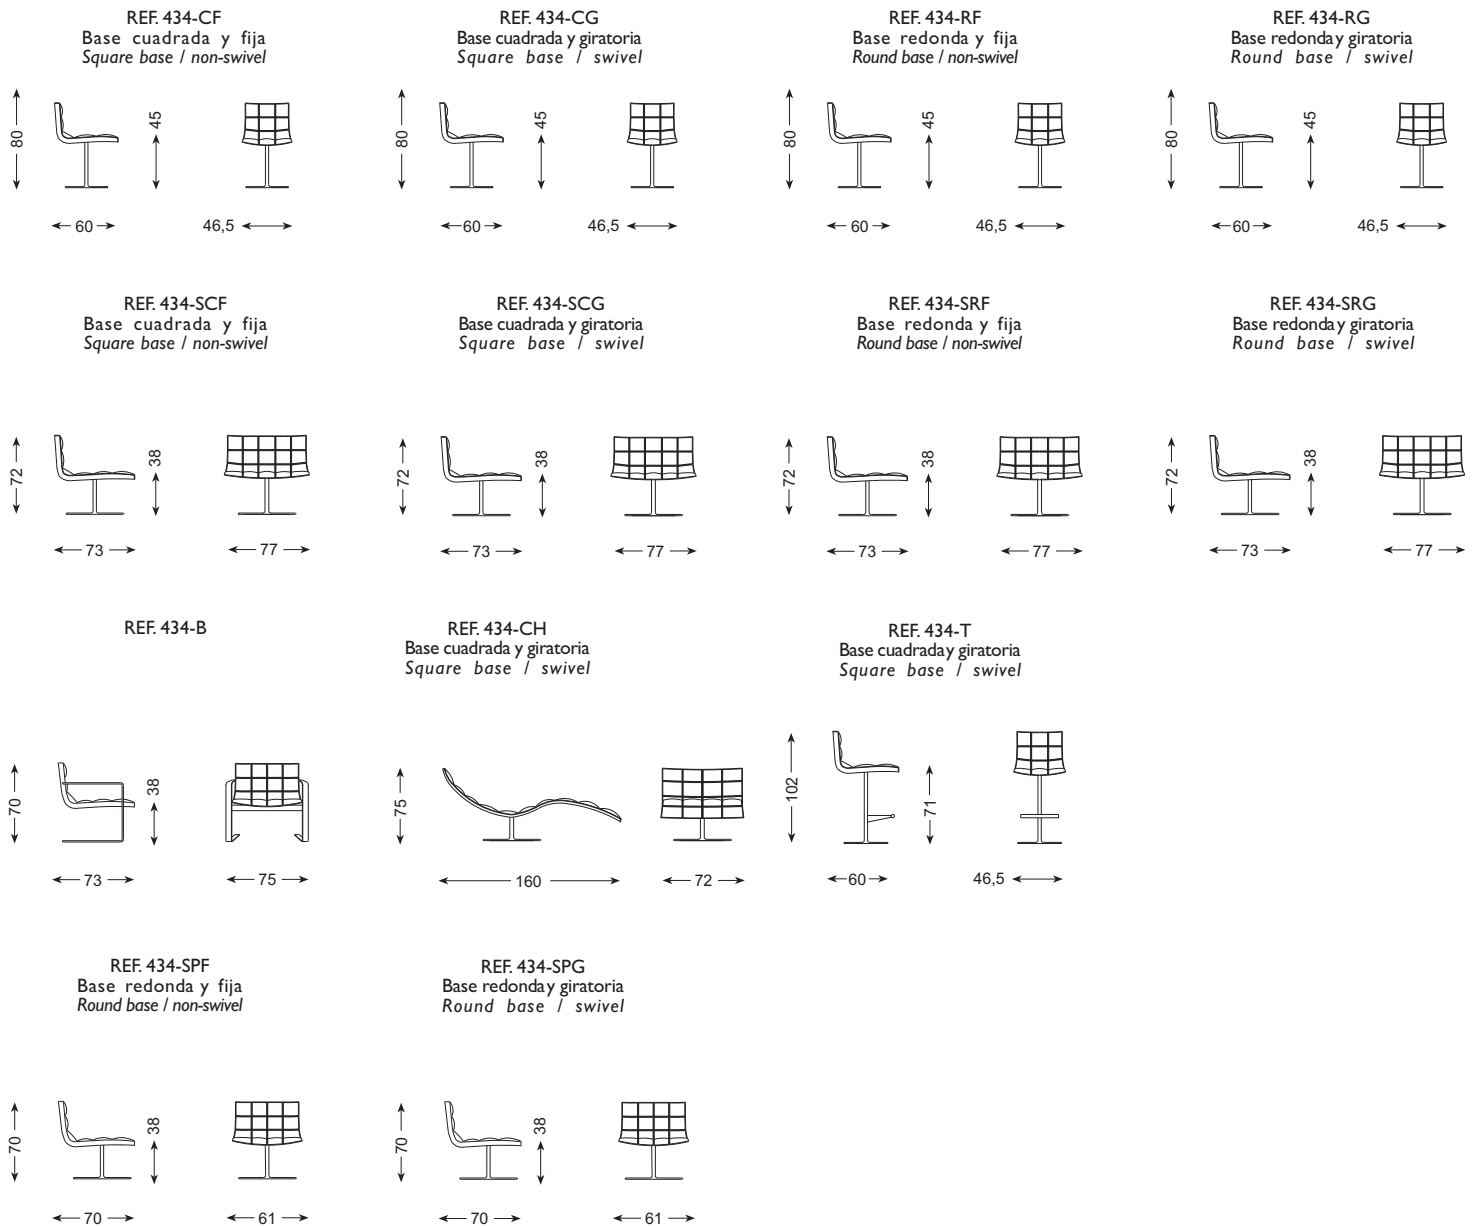 REF. 434-CF
Base cuadrada y fija
Square base / non-swivel
80
45
60
46,5
REF. 434-CG
Base cuadrada y giratoria
Square base / swivel
80
45
60
46,5
REF. 434-RF
Base redonda y fija
Round base / non-swivel
80
45
60
46,5
REF. 434-RG
Base redonda y giratoria
Round base / swivel
80
45
60
46,5
REF. 434-SCF
Base cuadrada y fija
Square base / non-swivel
72
38
73
77
REF. 434-SCG
Base cuadrada y giratoria
Square base / swivel
72
38
73
77
REF. 434-SRF
Base redonda y fija
Round base / non-swivel
72
38
73
77
REF. 434-SRG
Base redonda y giratoria
Round base / swivel
72
38
73
77
REF. 434-B
70
38
73
75
REF. 434-CH
Base cuadrada y giratoria
Square base / swivel
75
160
72
REF. 434-T
Base cuadrada y giratoria
Square base / swivel
102
71
60
46,5
REF. 434-SPF
Base redonda y fija
Round base / non-swivel
70
38
70
61
REF. 434-SPG
Base redonda y giratoria
Round base / swivel
70
38
70
61